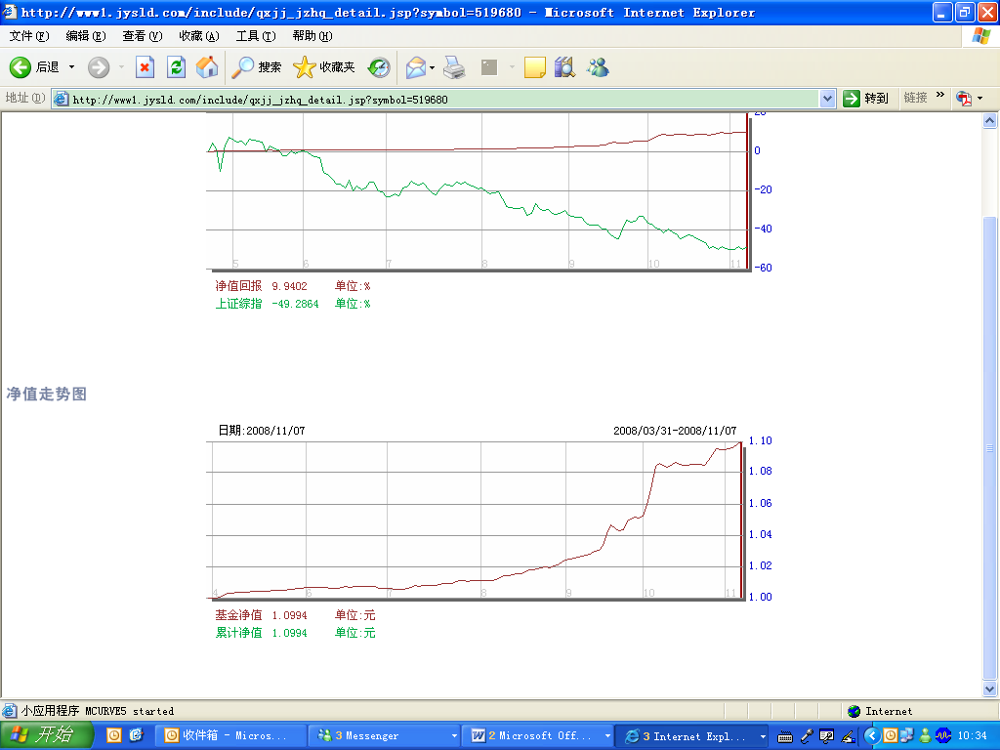 http://www1.jysld.com/include/qxjj_jzhq_detail.jsp?symbol=519680 - Microsoft Internet Explorer
文件(F) 编辑(E) 查看(V) 收藏(A) 工具(T) 帮助(H)
后退 搜索 收藏夹
地址(D) http://www1.jysld.com/include/qxjj_jzhq_detail.jsp?symbol=519680 转到 链接 »
20
0
-20
-40
-60
5 6 7 8 9 10 11
净值回报 9.9402 单位:%
上证综指 -49.2864 单位:%
净值走势图
日期:2008/11/07 2008/03/31-2008/11/07
1.10
1.08
1.06
1.04
1.02
1.00
4 6 7 8 9 10 11
基金净值 1.0994 单位:元
累计净值 1.0994 单位:元
小应用程序 MCURVE5 started Internet
开始 收件箱 - Micros... 3 Messenger 2 Microsoft Off... 3 Internet Expl... 10:34